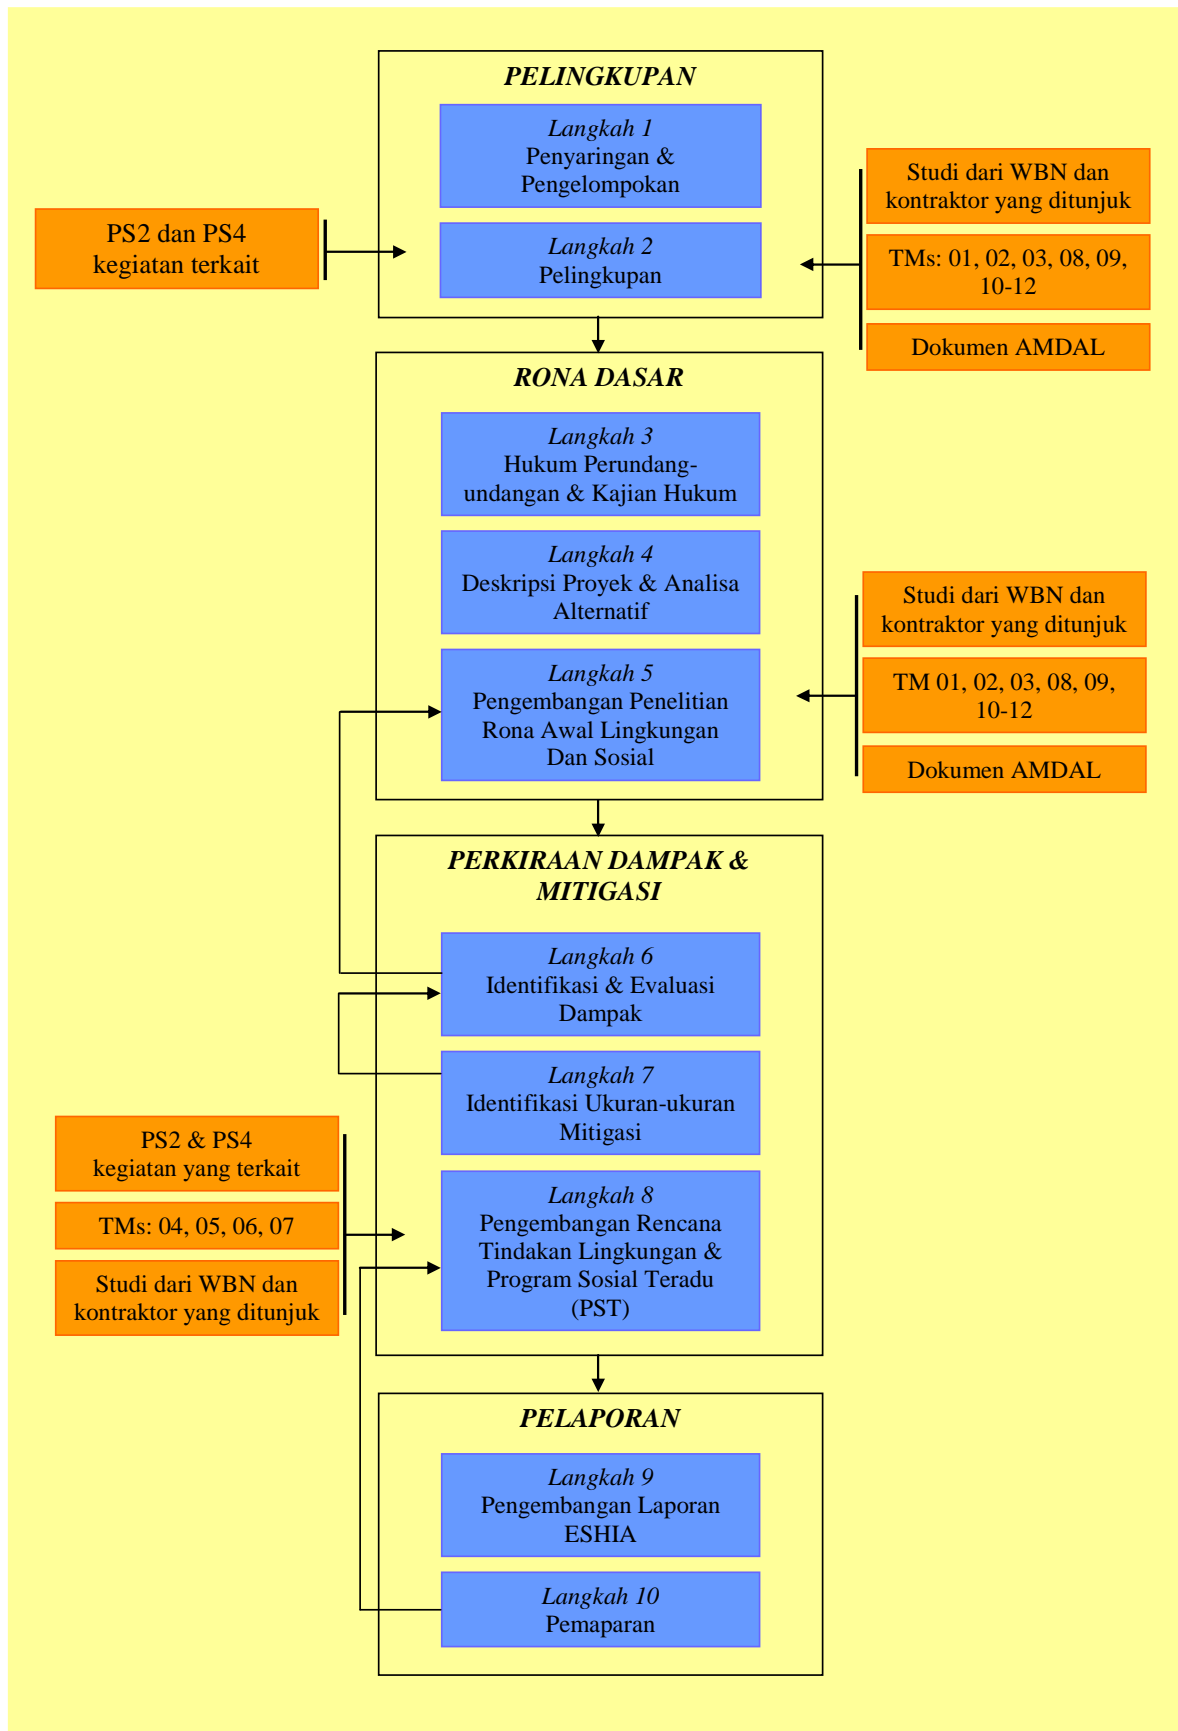 PELINGKUPAN
Langkah 1
Penyaringan &
Pengelompokan
Langkah 2
Pelingkupan
PS2 dan PS4
kegiatan terkait
Studi dari WBN dan
kontraktor yang ditunjuk
TMs: 01, 02, 03, 08, 09,
10-12
Dokumen AMDAL
RONA DASAR
Langkah 3
Hukum Perundang-
undangan & Kajian Hukum
Langkah 4
Deskripsi Proyek & Analisa
Alternatif
Langkah 5
Pengembangan Penelitian
Rona Awal Lingkungan
Dan Sosial
Studi dari WBN dan
kontraktor yang ditunjuk
TM 01, 02, 03, 08, 09,
10-12
Dokumen AMDAL
PERKIRAAN DAMPAK &
MITIGASI
Langkah 6
Identifikasi & Evaluasi
Dampak
Langkah 7
Identifikasi Ukuran-ukuran
Mitigasi
Langkah 8
Pengembangan Rencana
Tindakan Lingkungan &
Program Sosial Teradu
(PST)
PS2 & PS4
kegiatan yang terkait
TMs: 04, 05, 06, 07
Studi dari WBN dan
kontraktor yang ditunjuk
PELAPORAN
Langkah 9
Pengembangan Laporan
ESHIA
Langkah 10
Pemaparan